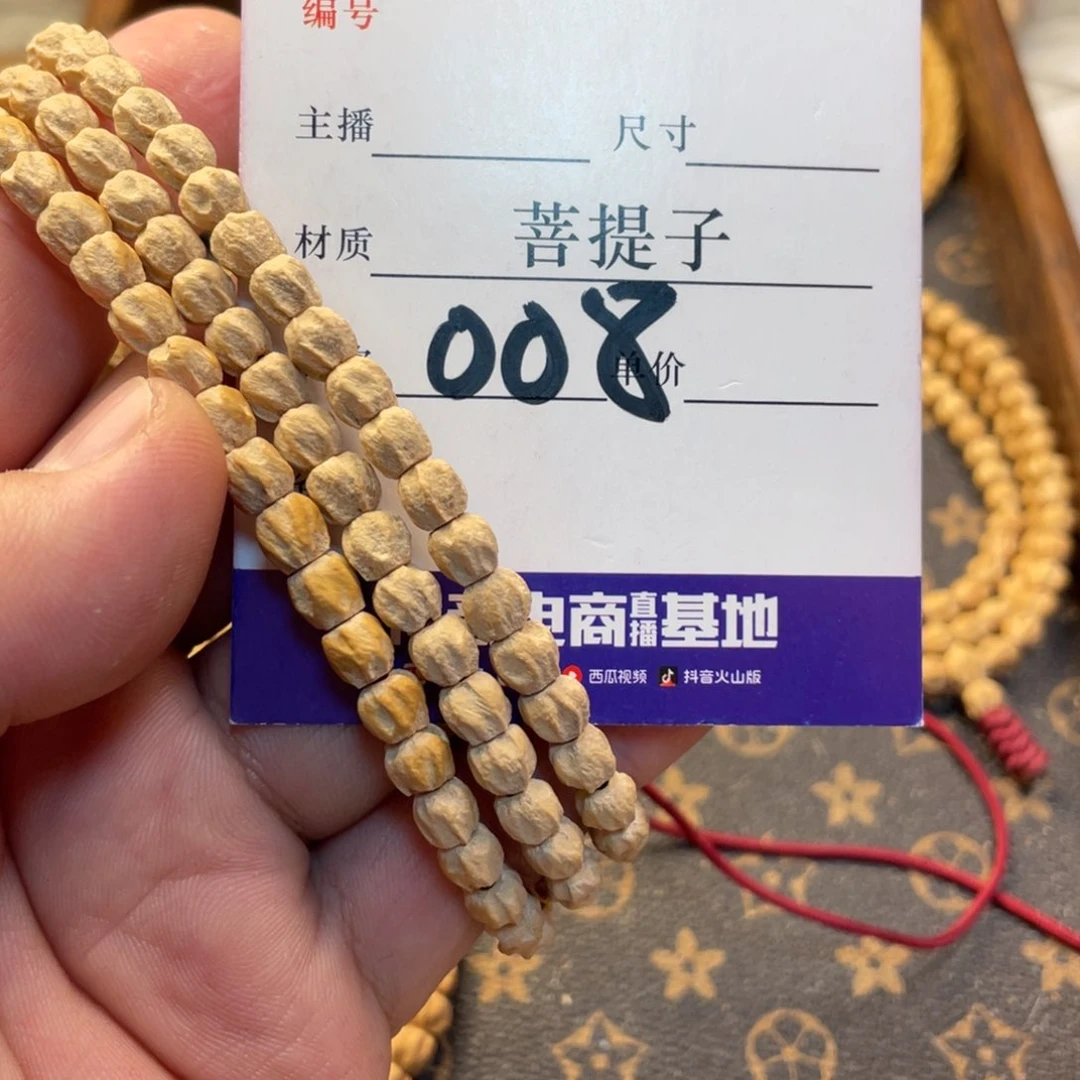 编号
主播 尺寸
材质 菩提子
008 单价
电商直播基地
西瓜视频 抖音火山版